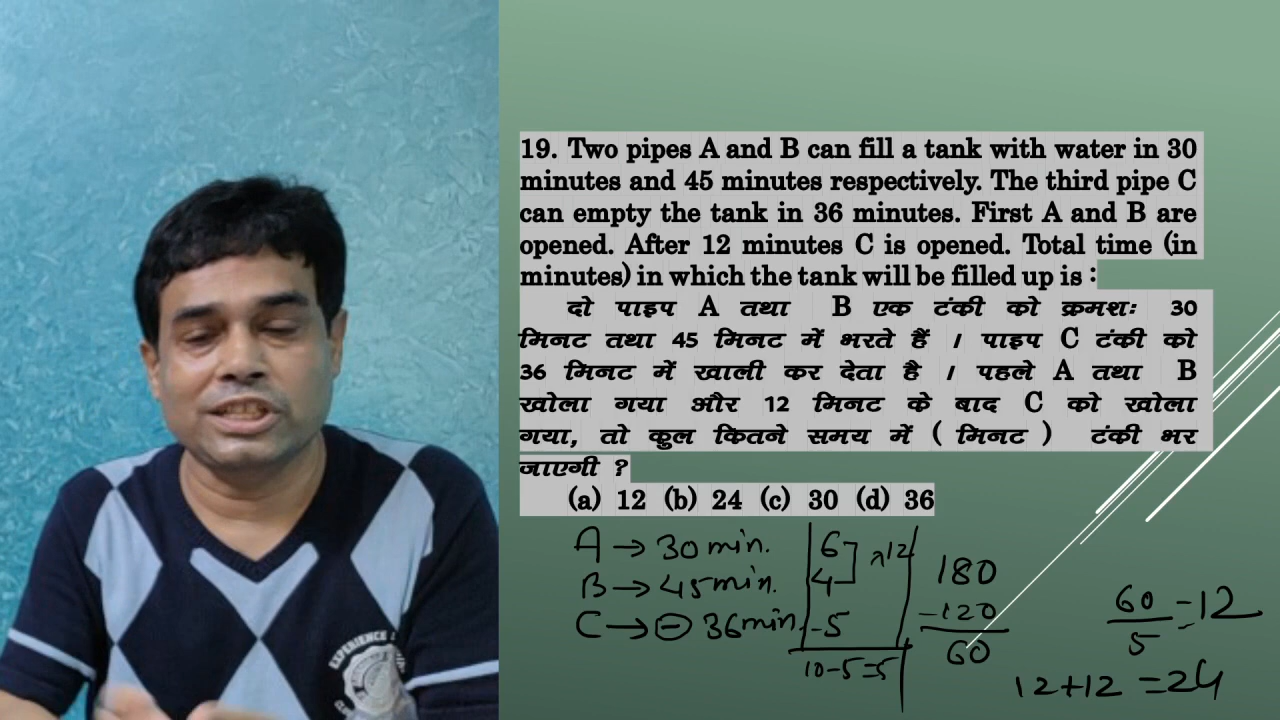 19. Two pipes A and B can fill a tank with water in 30
minutes and 45 minutes respectively. The third pipe C
can empty the tank in 36 minutes. First A and B are
opened. After 12 minutes C is opened. Total time (in
minutes) in which the tank will be filled up is :
दो पाइप A तथा B एक टंकी को क्रमशः 30
मिनट तथा 45 मिनट में भरते हैं । पाइप C टंकी को
36 मिनट में खाली कर देता है । पहले A तथा B
खोला गया और 12 मिनट के बाद C को खोला
गया, तो कुल कितने समय में ( मिनट ) टंकी भर
जाएगी ?
(a) 12 (b) 24 (c) 30 (d) 36
A → 30 min. 6
B → 45 min. 4 ×12
C → ⊖ 36 min. -5
10-5=5
180
-120
60
60/5 = 12
12+12 = 24
EXPERIENCE